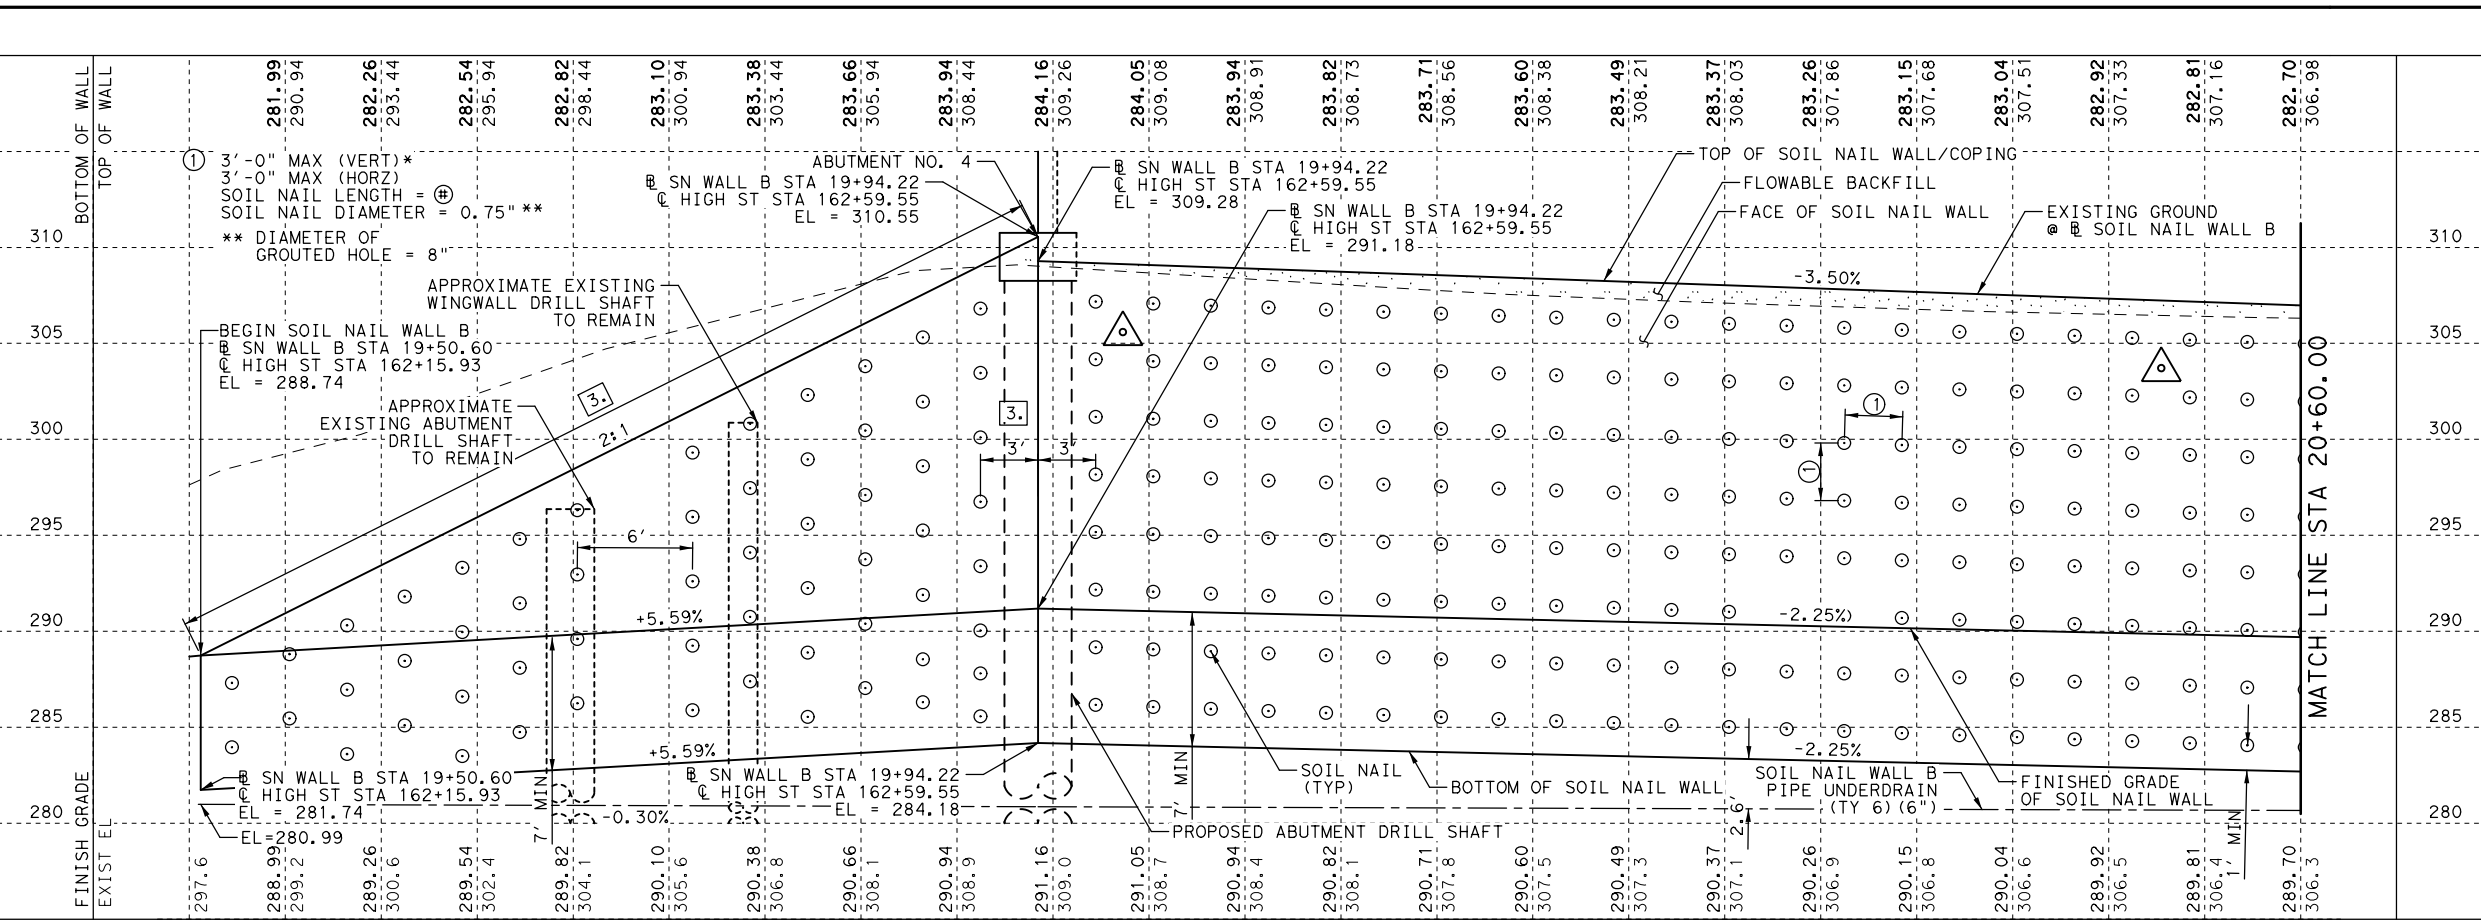 BOTTOM OF WALL
TOP OF WALL
281.99
290.94
282.26
293.44
282.54
295.94
282.82
298.44
283.10
300.94
283.38
303.44
283.66
305.94
283.94
308.44
284.16
309.26
284.05
309.08
283.94
308.91
283.82
308.73
283.71
308.56
283.60
308.38
283.49
308.21
283.37
308.03
283.26
307.86
283.15
307.68
283.04
307.51
282.92
307.33
282.81
307.16
282.70
306.98
1 3'-0" MAX (VERT)*
3'-0" MAX (HORZ)
SOIL NAIL LENGTH = #
SOIL NAIL DIAMETER = 0.75" **
** DIAMETER OF
GROUTED HOLE = 8"
ABUTMENT NO. 4
BL SN WALL B STA 19+94.22
CL HIGH ST STA 162+59.55
EL = 310.55
BL SN WALL B STA 19+94.22
CL HIGH ST STA 162+59.55
EL = 309.28
BL SN WALL B STA 19+94.22
CL HIGH ST STA 162+59.55
EL = 291.18
TOP OF SOIL NAIL WALL/COPING
FLOWABLE BACKFILL
FACE OF SOIL NAIL WALL
EXISTING GROUND
@ BL SOIL NAIL WALL B
310
310
APPROXIMATE EXISTING
WINGWALL DRILL SHAFT
TO REMAIN
-3.50%
305
305
BEGIN SOIL NAIL WALL B
BL SN WALL B STA 19+50.60
CL HIGH ST STA 162+15.93
EL = 288.74
APPROXIMATE
EXISTING ABUTMENT
DRILL SHAFT
TO REMAIN
3.
3.
2:1
1
1
3'
3'
300
300
MATCH LINE STA 20+60.00
295
295
6'
290
290
+5.59%
-2.25%)
285
285
+5.59%
-2.25%
BL SN WALL B STA 19+50.60
CL HIGH ST STA 162+15.93
EL = 281.74
EL=280.99
7' MIN
-0.30%
BL SN WALL B STA 19+94.22
CL HIGH ST STA 162+59.55
EL = 284.18
7' MIN
SOIL NAIL
(TYP)
BOTTOM OF SOIL NAIL WALL
SOIL NAIL WALL B
PIPE UNDERDRAIN
(TY 6)(6")
FINISHED GRADE
OF SOIL NAIL WALL
PROPOSED ABUTMENT DRILL SHAFT
2.6'
1' MIN
280
280
FINISH GRADE
EXIST EL
297.6
288.99
299.2
289.26
300.6
289.54
302.4
289.82
304.1
290.10
305.6
290.38
306.8
290.66
308.1
290.94
308.9
291.16
309.0
291.05
308.7
290.94
308.4
290.82
308.1
290.71
307.8
290.60
307.5
290.49
307.3
290.37
307.1
290.26
306.9
290.15
306.8
290.04
306.6
289.92
306.5
289.81
306.4
289.70
306.3